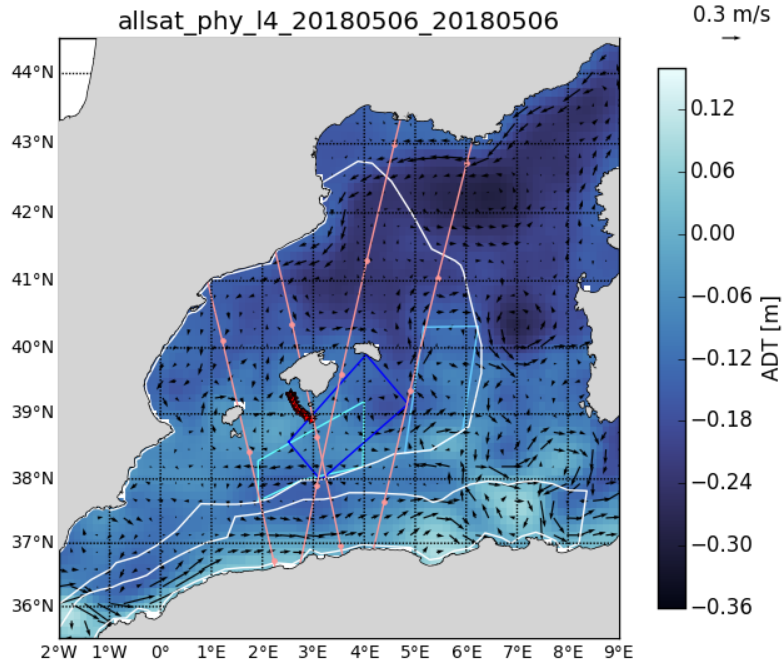 allsat_phy_l4_20180506_20180506
0.3 m/s
44°N
43°N
42°N
41°N
40°N
39°N
38°N
37°N
36°N
2°W 1°W 0° 1°E 2°E 3°E 4°E 5°E 6°E 7°E 8°E 9°E
0.12
0.06
0.00
−0.06
−0.12
−0.18
−0.24
−0.30
−0.36
ADT [m]